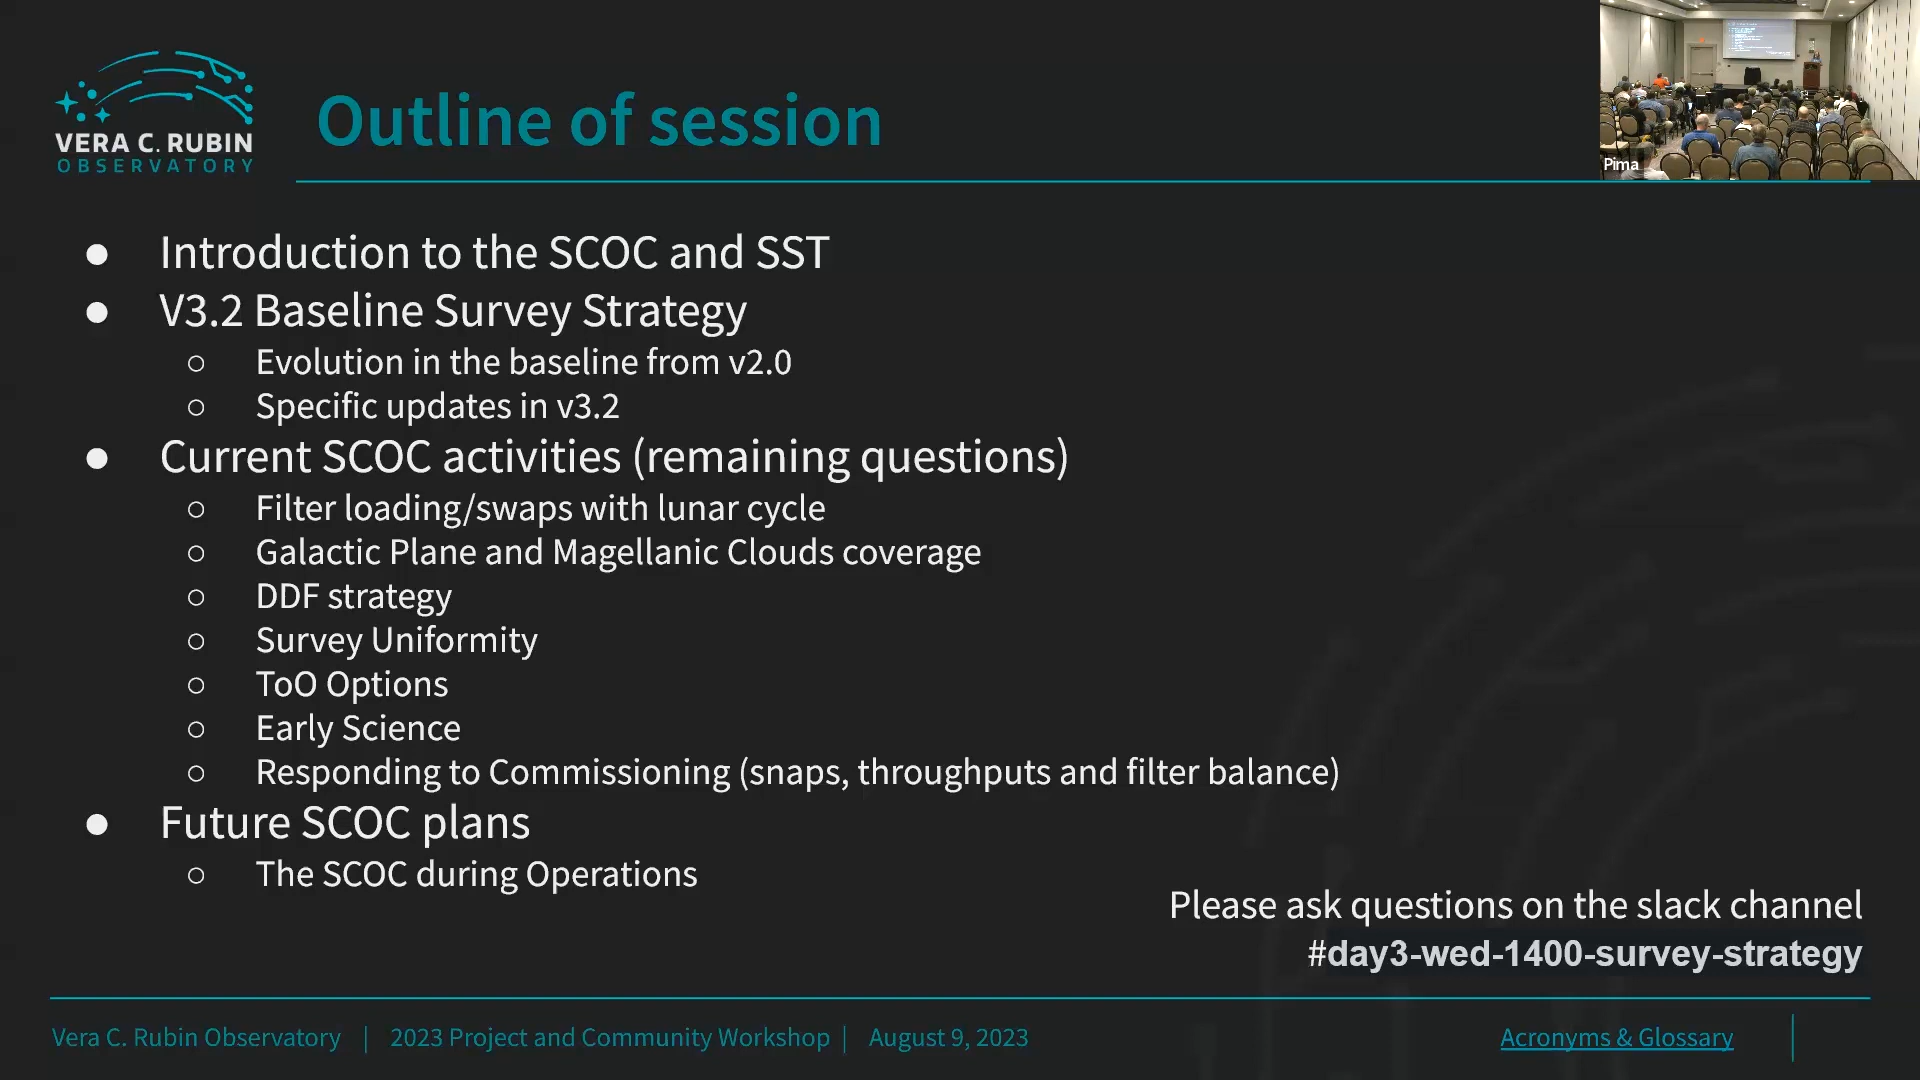 VERA C. RUBIN
OBSERVATORY
Outline of session
Pima
● Introduction to the SCOC and SST
● V3.2 Baseline Survey Strategy
○ Evolution in the baseline from v2.0
○ Specific updates in v3.2
● Current SCOC activities (remaining questions)
○ Filter loading/swaps with lunar cycle
○ Galactic Plane and Magellanic Clouds coverage
○ DDF strategy
○ Survey Uniformity
○ ToO Options
○ Early Science
○ Responding to Commissioning (snaps, throughputs and filter balance)
● Future SCOC plans
○ The SCOC during Operations
Please ask questions on the slack channel
#day3-wed-1400-survey-strategy
Vera C. Rubin Observatory | 2023 Project and Community Workshop | August 9, 2023 Acronyms & Glossary